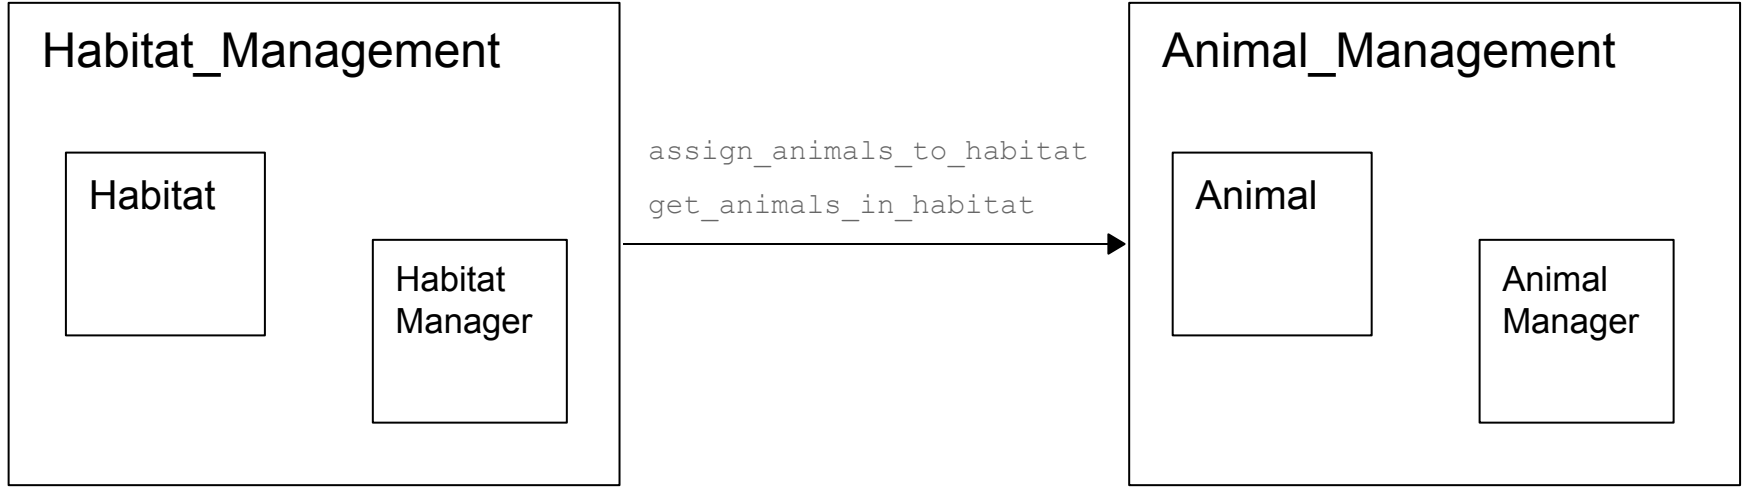 Habitat_Management
Habitat
Habitat
Manager
assign_animals_to_habitat
get_animals_in_habitat
Animal_Management
Animal
Animal
Manager